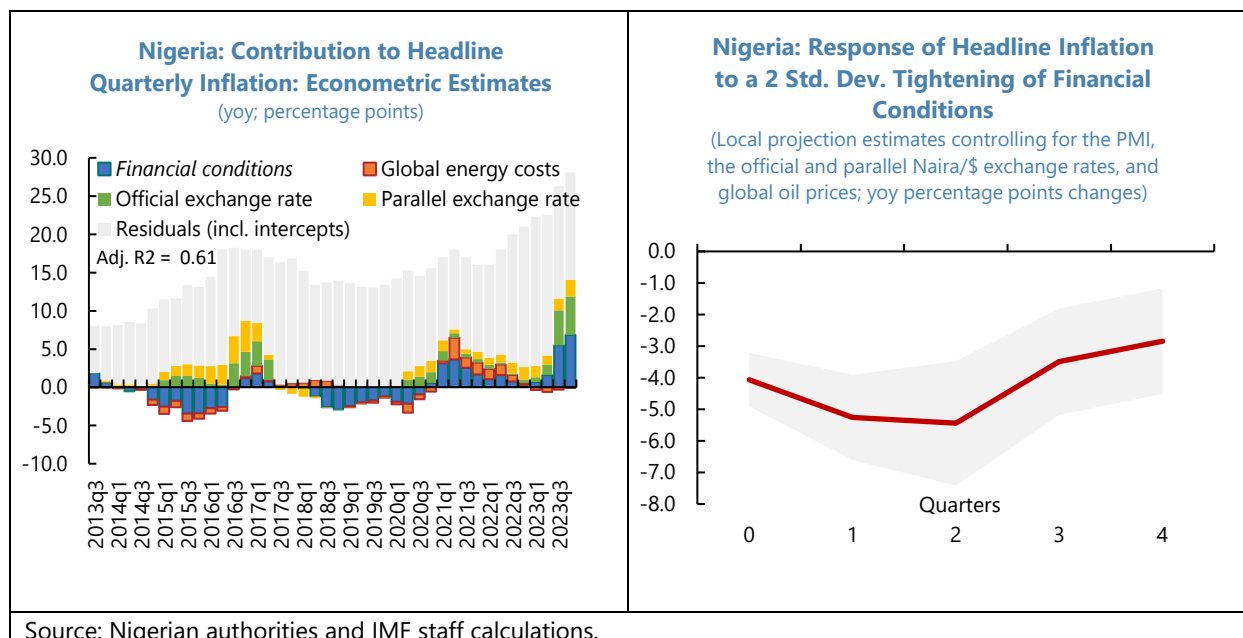 Nigeria: Contribution to Headline
Quarterly Inflation: Econometric Estimates
(yoy; percentage points)
30.0
25.0
20.0
15.0
10.0
5.0
0.0
-5.0
-10.0
Financial conditions
Global energy costs
Official exchange rate
Parallel exchange rate
Residuals (incl. intercepts)
Adj. R2 = 0.61
2013q3
2014q1
2014q3
2015q1
2015q3
2016q1
2016q3
2017q1
2017q3
2018q1
2018q3
2019q1
2019q3
2020q1
2020q3
2021q1
2021q3
2022q1
2022q3
2023q1
2023q3
Nigeria: Response of Headline Inflation
to a 2 Std. Dev. Tightening of Financial
Conditions
(Local projection estimates controlling for the PMI,
the official and parallel Naira/$ exchange rates, and
global oil prices; yoy percentage points changes)
0.0
-1.0
-2.0
-3.0
-4.0
-5.0
-6.0
-7.0
-8.0
Quarters
0 1 2 3 4
Source: Nigerian authorities and IMF staff calculations.